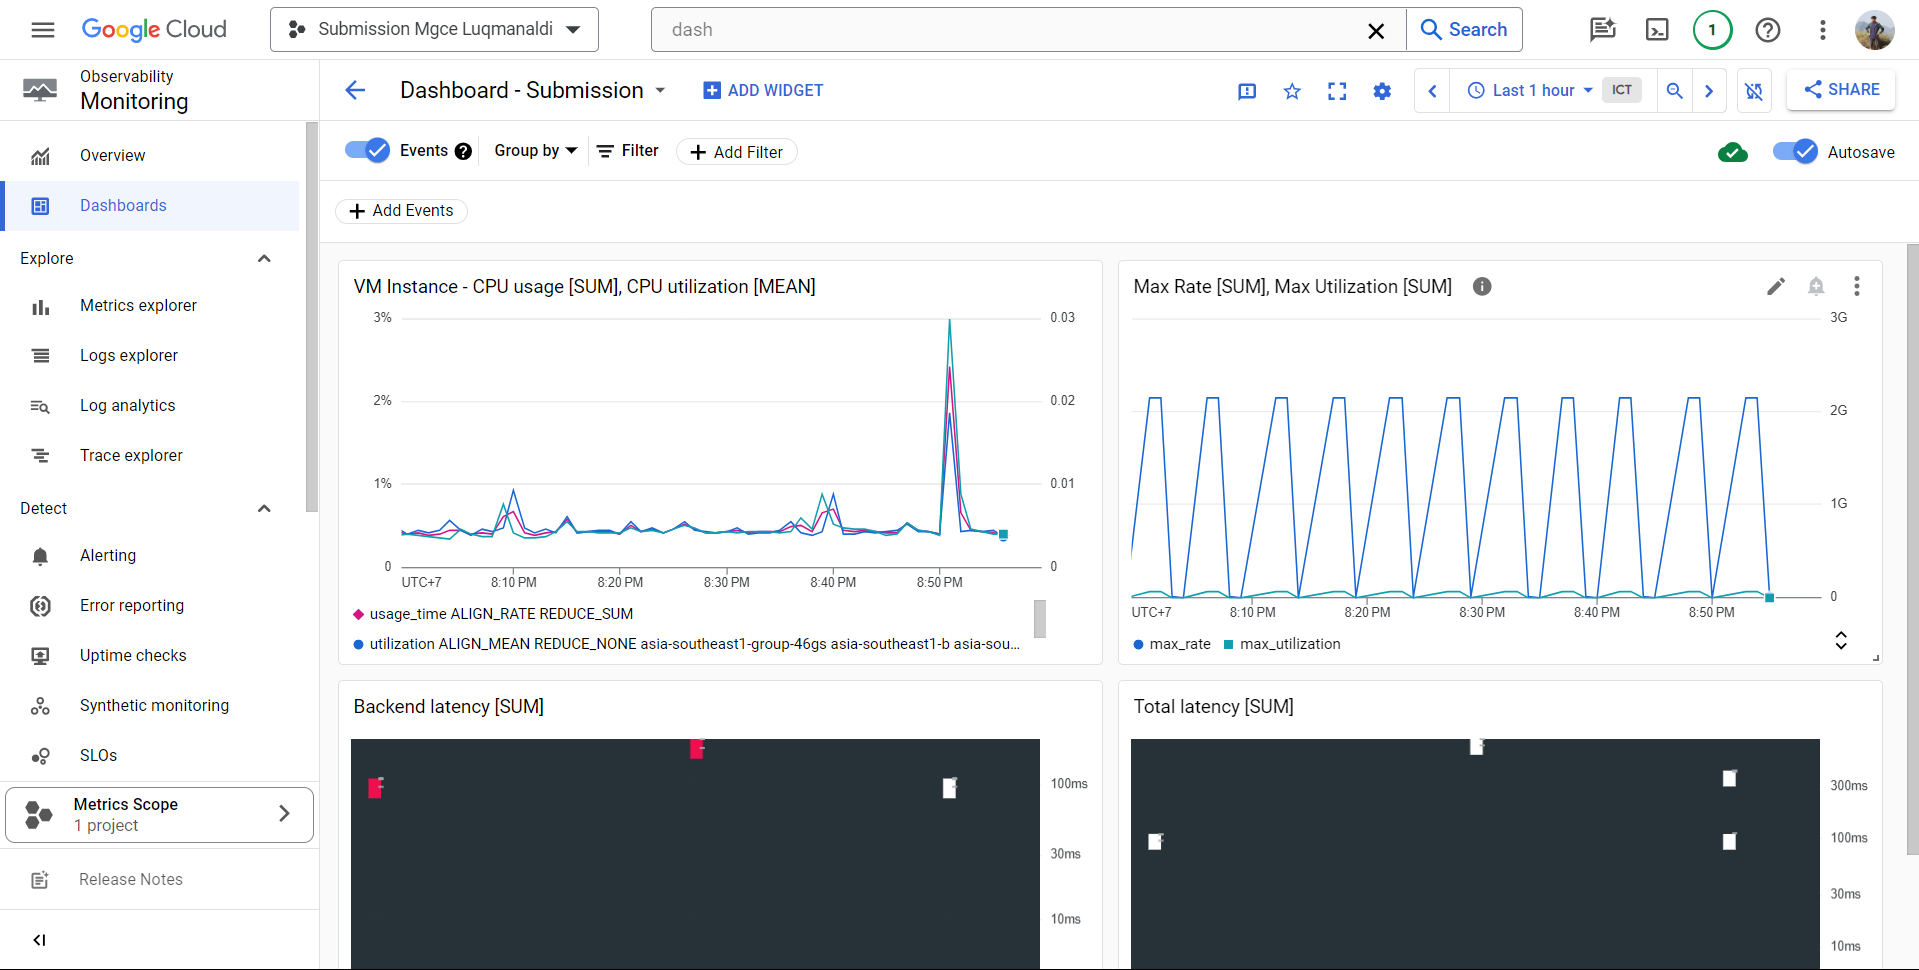 Google Cloud
Submission Mgce Luqmanaldi
dash
Search
1
Observability
Monitoring
Dashboard - Submission
ADD WIDGET
Last 1 hour
ICT
SHARE
Overview
Dashboards
Explore
Metrics explorer
Logs explorer
Log analytics
Trace explorer
Detect
Alerting
Error reporting
Uptime checks
Synthetic monitoring
SLOs
Metrics Scope
1 project
Release Notes
Events
Group by
Filter
Add Filter
Autosave
Add Events
VM Instance - CPU usage [SUM], CPU utilization [MEAN]
3%
0.03
2%
0.02
1%
0.01
0
0
UTC+7
8:10 PM
8:20 PM
8:30 PM
8:40 PM
8:50 PM
usage_time ALIGN_RATE REDUCE_SUM
utilization ALIGN_MEAN REDUCE_NONE asia-southeast1-group-46gs asia-southeast1-b asia-sou...
Max Rate [SUM], Max Utilization [SUM]
3G
2G
1G
0
UTC+7
8:10 PM
8:20 PM
8:30 PM
8:40 PM
8:50 PM
max_rate
max_utilization
Backend latency [SUM]
100ms
30ms
10ms
Total latency [SUM]
300ms
100ms
30ms
10ms